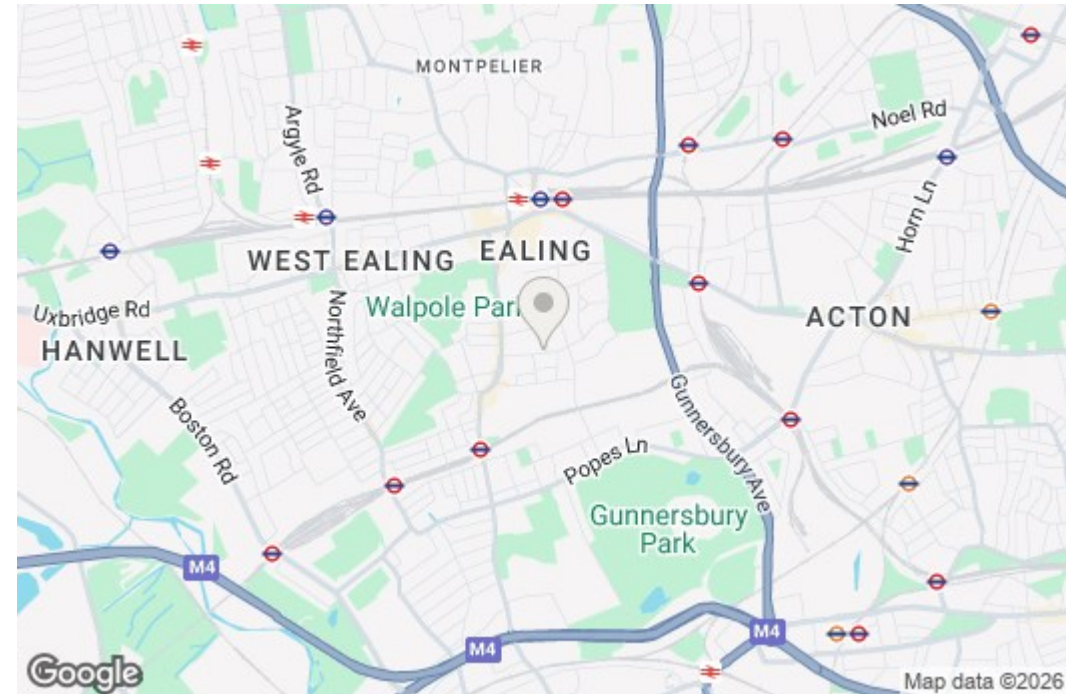 MONTPELIER
Noel Rd
Argyle Rd
Horn Ln
WEST EALING
EALING
Walpole Park
Uxbridge Rd
ACTON
HANWELL
Northfield Ave
Boston Rd
Gunnersbury Ave
Popes Ln
Gunnersbury
Park
M4
M4
M4
Google
Map data ©2026